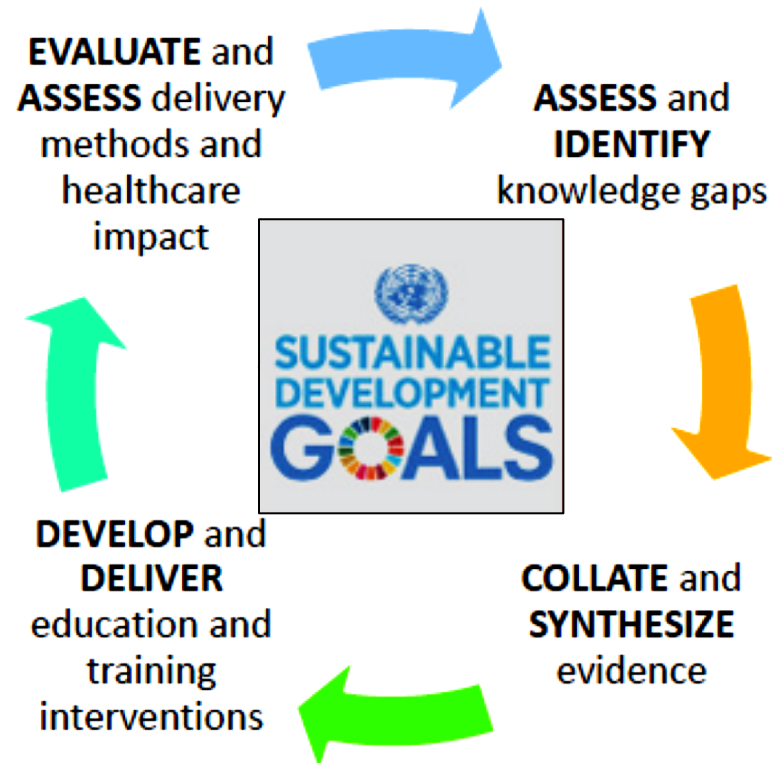 EVALUATE and
ASSESS delivery
methods and
healthcare
impact
ASSESS and
IDENTIFY
knowledge gaps
COLLATE and
SYNTHESIZE
evidence
DEVELOP and
DELIVER
education and
training
interventions
SUSTAINABLE
DEVELOPMENT
GOALS